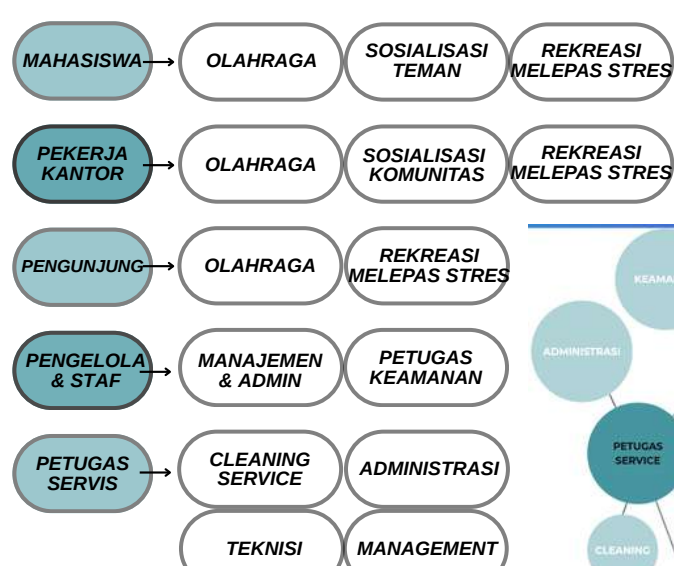 MAHASISWA
OLAHRAGA
SOSIALISASI
TEMAN
REKREASI
MELEPAS STRES
PEKERJA
KANTOR
OLAHRAGA
SOSIALISASI
KOMUNITAS
REKREASI
MELEPAS STRES
PENGUNJUNG
OLAHRAGA
REKREASI
MELEPAS STRES
PENGELOLA
& STAF
MANAJEMEN
& ADMIN
PETUGAS
KEAMANAN
PETUGAS
SERVIS
CLEANING
SERVICE
ADMINISTRASI
TEKNISI
MANAGEMENT
KEAMA
ADMINISTRASI
PETUGAS
SERVICE
CLEANING